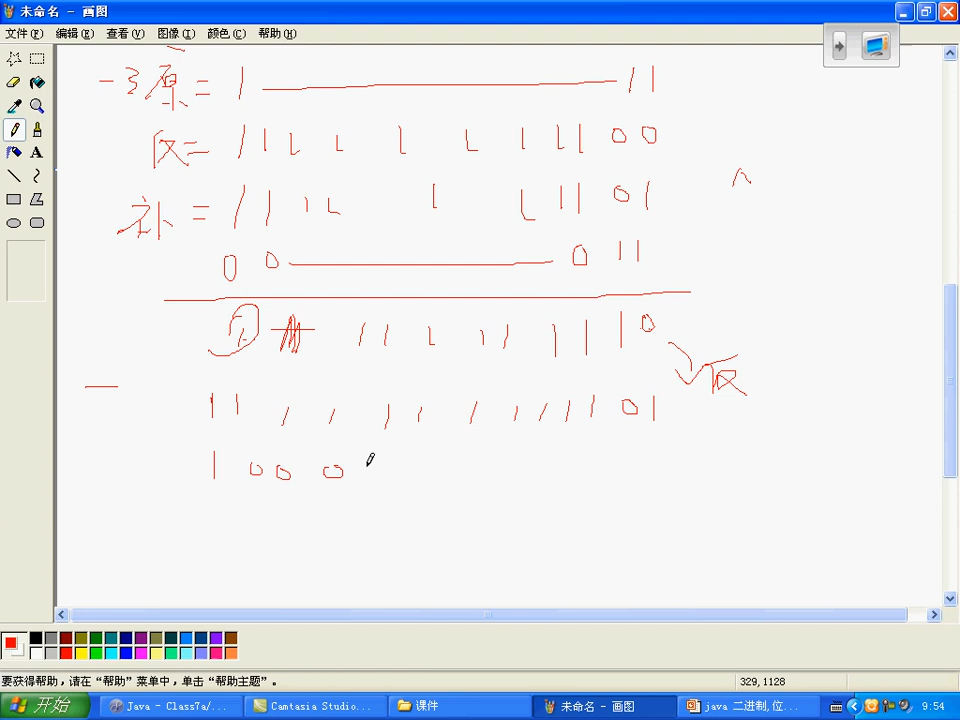 未命名 - 画图
文件(F) 编辑(E) 查看(V) 图像(I) 颜色(C) 帮助(H)
-3原= 1 11
反= 1 1 1 1 1 1 1 1 1 0 0
补= 1 1 1 1 1 1 1 1 0 1
0 0 0 1 1
1 1 1 1 1 1 1 1 0
反
1 1 1 1 1 1 1 1 1 1 1 0 1
1 0 0 0
要获得帮助,请在“帮助”菜单中,单击“帮助主题”。 329,1128
开始 Java - Class7a/... Camtasia Studio... 课件 未命名 - 画图 java 二进制,位... 9:54